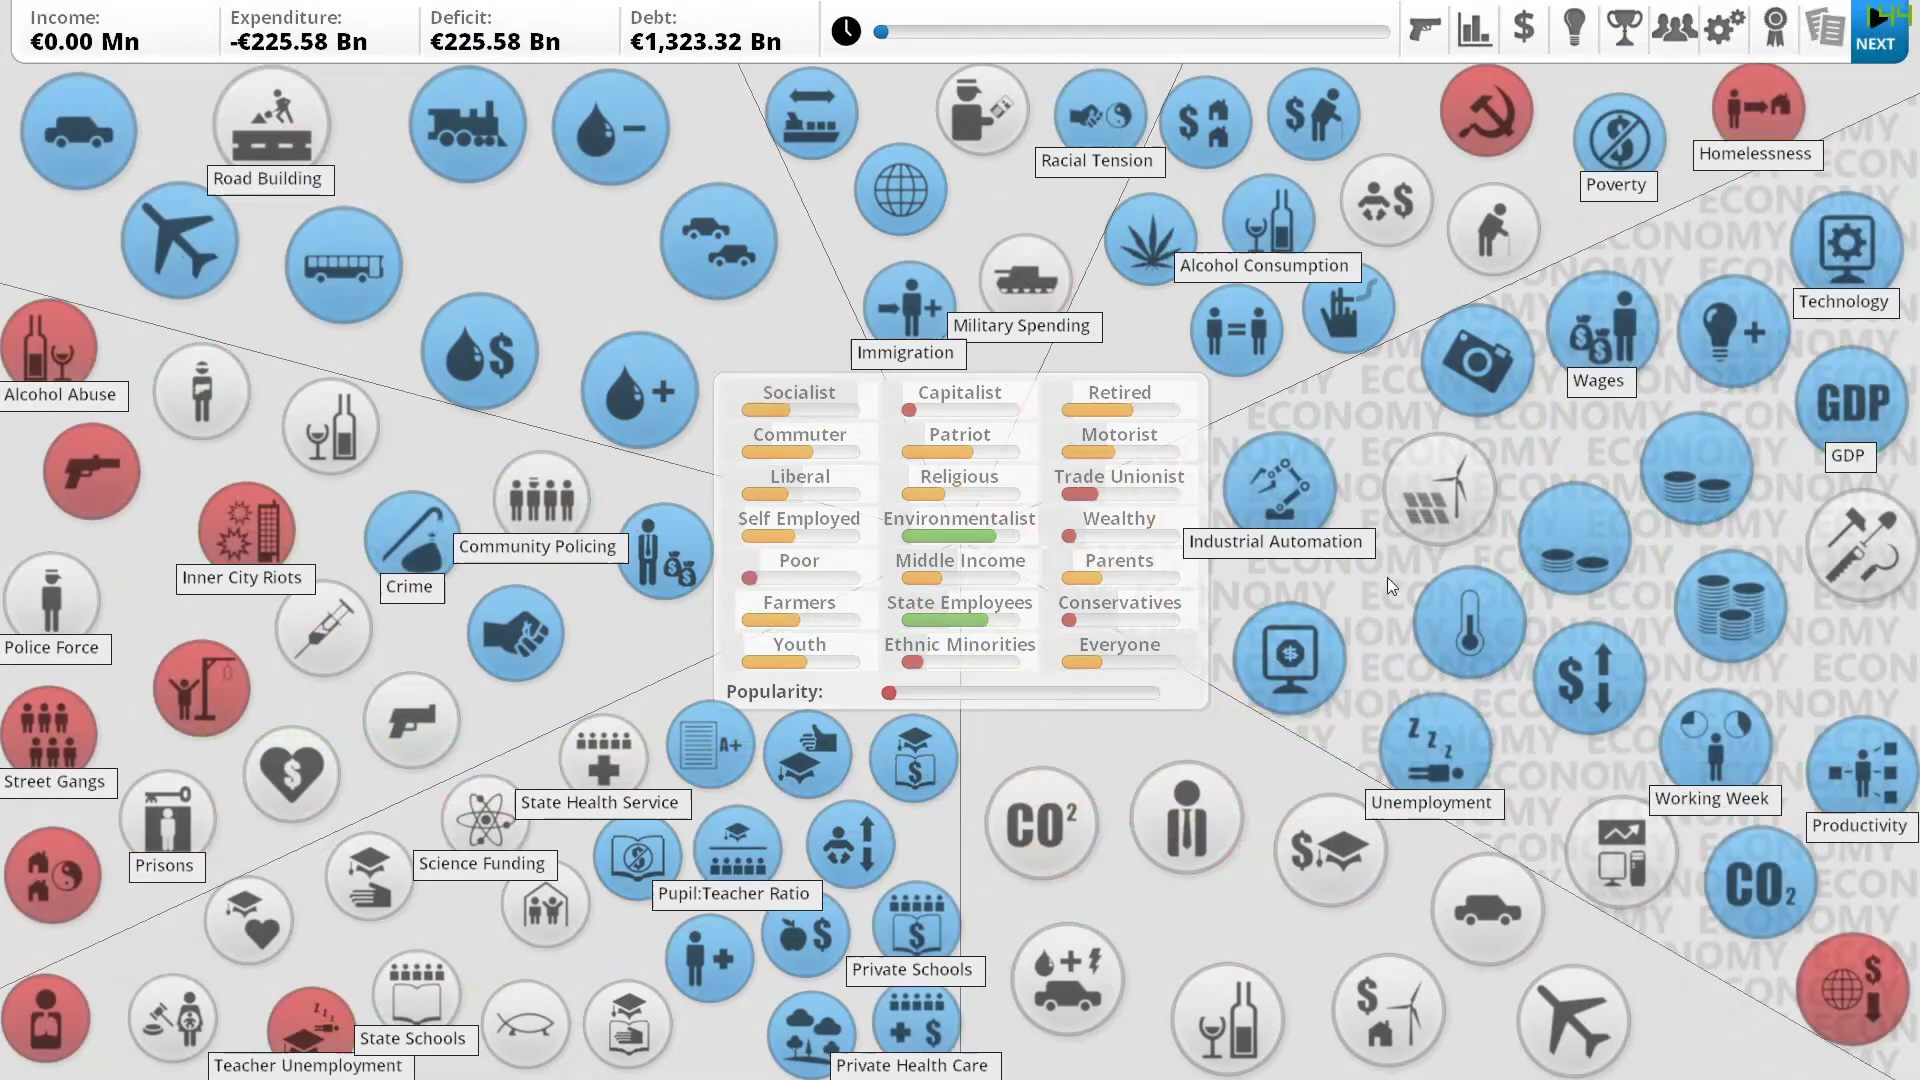 Income:
€0.00 Mn
Expenditure:
-€225.58 Bn
Deficit:
€225.58 Bn
Debt:
€1,323.32 Bn
144
NEXT
Road Building
Racial Tension
Homelessness
Poverty
Alcohol Consumption
Technology
Military Spending
Immigration
Wages
GDP
GDP
Alcohol Abuse
Socialist
Capitalist
Retired
Commuter
Patriot
Motorist
Liberal
Religious
Trade Unionist
Self Employed
Environmentalist
Wealthy
Poor
Middle Income
Parents
Farmers
State Employees
Conservatives
Youth
Ethnic Minorities
Everyone
Popularity:
Community Policing
Industrial Automation
Inner City Riots
Crime
Police Force
Street Gangs
State Health Service
A+
Unemployment
Working Week
Productivity
Prisons
Science Funding
Pupil:Teacher Ratio
CO²
CO₂
Private Schools
State Schools
Teacher Unemployment
Private Health Care
ECONOMY